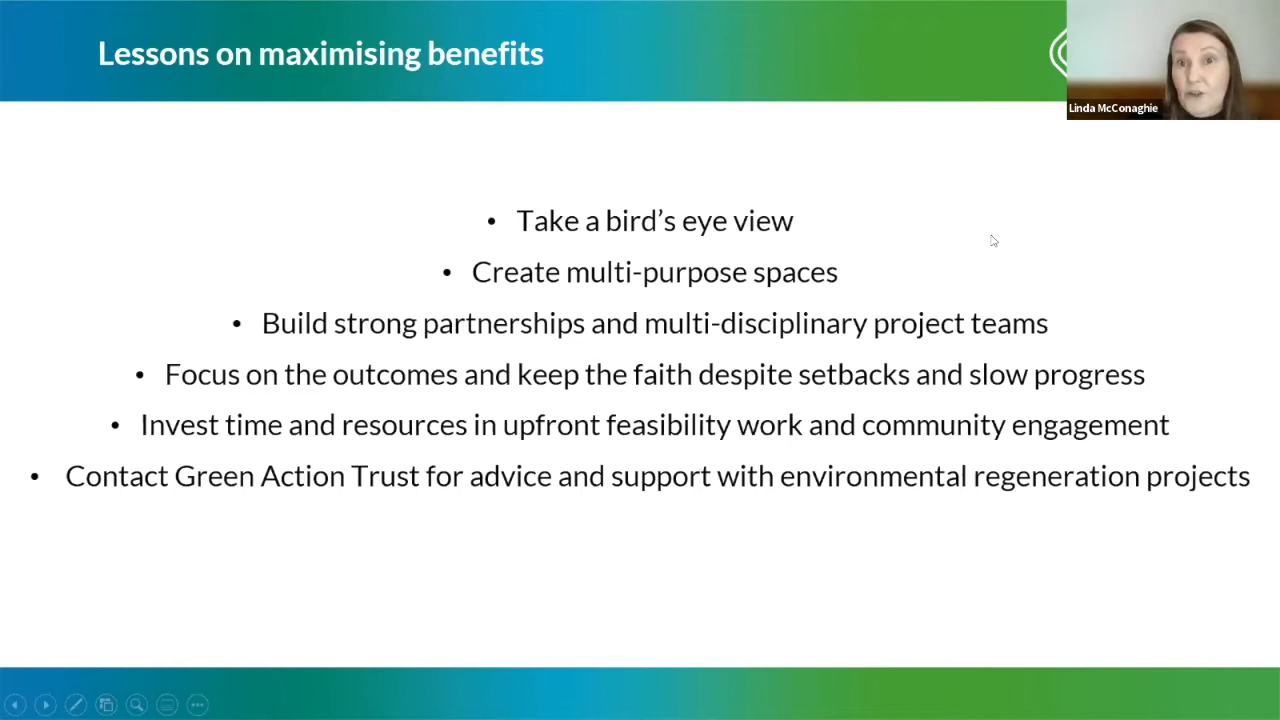 Lessons on maximising benefits
Linda McConaghie
• Take a bird’s eye view
• Create multi-purpose spaces
• Build strong partnerships and multi-disciplinary project teams
• Focus on the outcomes and keep the faith despite setbacks and slow progress
• Invest time and resources in upfront feasibility work and community engagement
• Contact Green Action Trust for advice and support with environmental regeneration projects